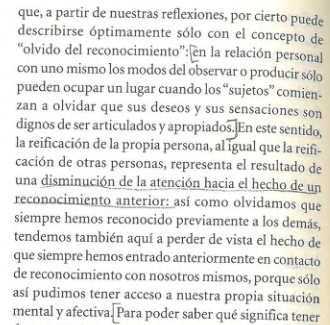 que, a partir de nuestras reflexiones, por cierto puede
describirse óptimamente sólo con el concepto de
“olvido del reconocimiento”: [en la relación personal
con uno mismo los modos del observar o producir sólo
pueden ocupar un lugar cuando los “sujetos” comien-
zan a olvidar que sus deseos y sus sensaciones son
dignos de ser articulados y apropiados.] En este sentido,
la reificación de la propia persona, al igual que la reifi-
cación de otras personas, representa el resultado de
una disminución de la atención hacia el hecho de un
reconocimiento anterior: así como olvidamos que
siempre hemos reconocido previamente a los demás,
tendemos también aquí a perder de vista el hecho de
que siempre hemos entrado anteriormente en contacto
de reconocimiento con nosotros mismos, porque sólo
así pudimos tener acceso a nuestra propia situación
mental y afectiva. [Para poder saber qué significa tener